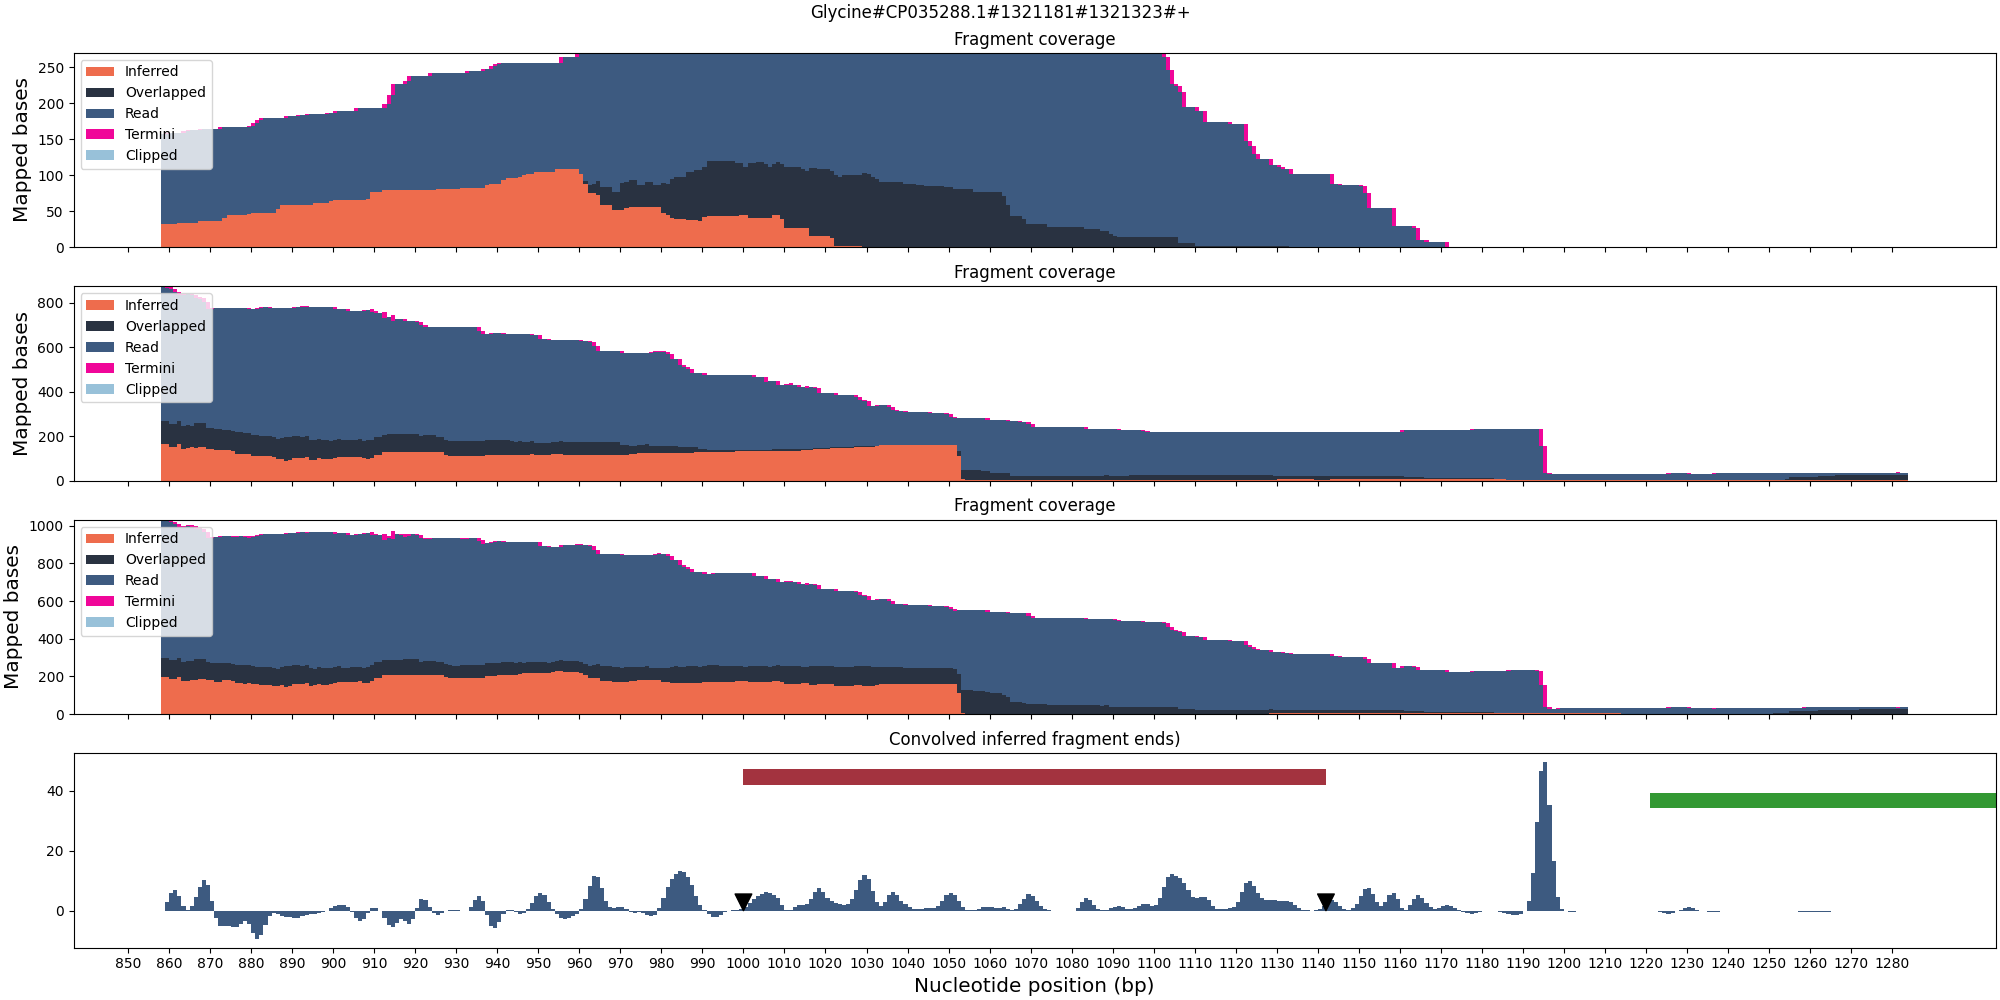 Glycine#CP035288.1#1321181#1321323#+
Fragment coverage
Mapped bases
250
200
150
100
50
0
Inferred
Overlapped
Read
Termini
Clipped
Fragment coverage
Mapped bases
800
600
400
200
0
Inferred
Overlapped
Read
Termini
Clipped
Fragment coverage
Mapped bases
1000
800
600
400
200
0
Inferred
Overlapped
Read
Termini
Clipped
Convolved inferred fragment ends)
40
20
0
850 860 870 880 890 900 910 920 930 940 950 960 970 980 990 1000 1010 1020 1030 1040 1050 1060 1070 1080 1090 1100 1110 1120 1130 1140 1150 1160 1170 1180 1190 1200 1210 1220 1230 1240 1250 1260 1270 1280
Nucleotide position (bp)